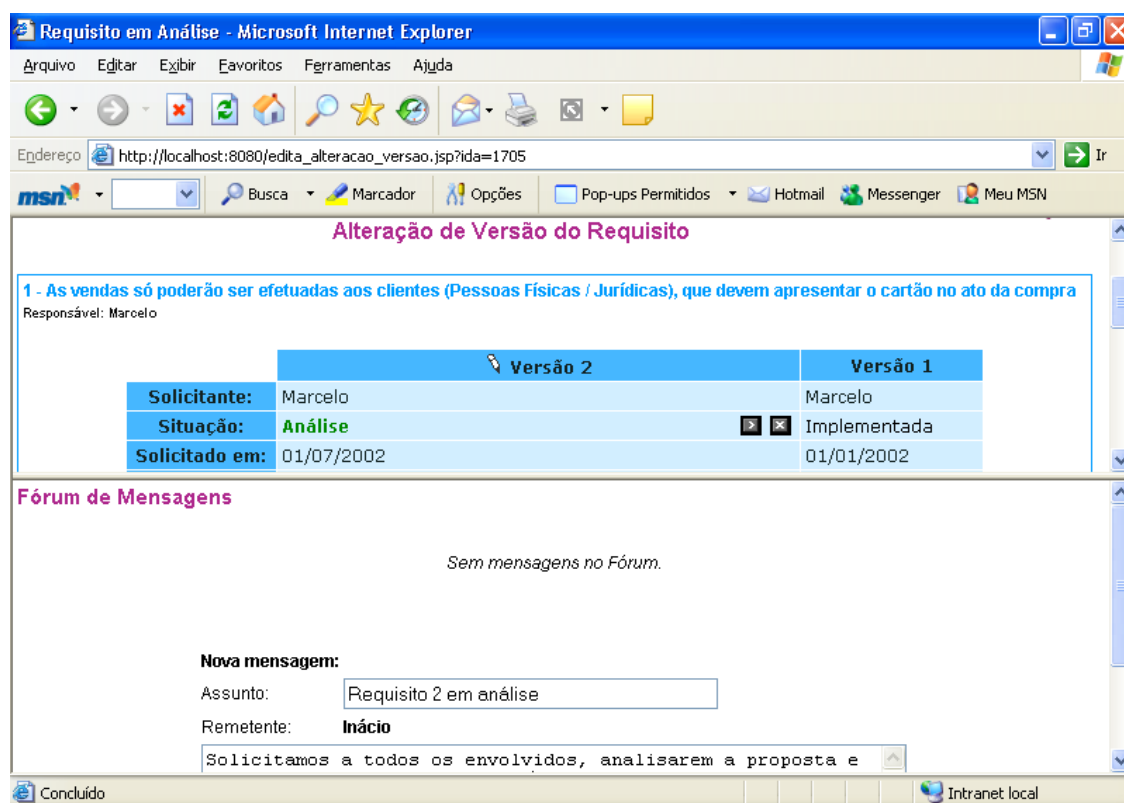 Requisito em Análise - Microsoft Internet Explorer
Arquivo Editar Exibir Favoritos Ferramentas Ajuda
Endereço http://localhost:8080/edita_alteracao_versao.jsp?ida=1705 Ir
msn Busca Marcador Opções Pop-ups Permitidos Hotmail Messenger Meu MSN
Alteração de Versão do Requisito
1 - As vendas só poderão ser efetuadas aos clientes (Pessoas Físicas / Jurídicas), que devem apresentar o cartão no ato da compra
Responsável: Marcelo
Versão 2 Versão 1
Solicitante: Marcelo Marcelo
Situação: Análise Implementada
Solicitado em: 01/07/2002 01/01/2002
Fórum de Mensagens
Sem mensagens no Fórum.
Nova mensagem:
Assunto: Requisito 2 em análise
Remetente: Inácio
Solicitamos a todos os envolvidos, analisarem a proposta e
Concluído Intranet local